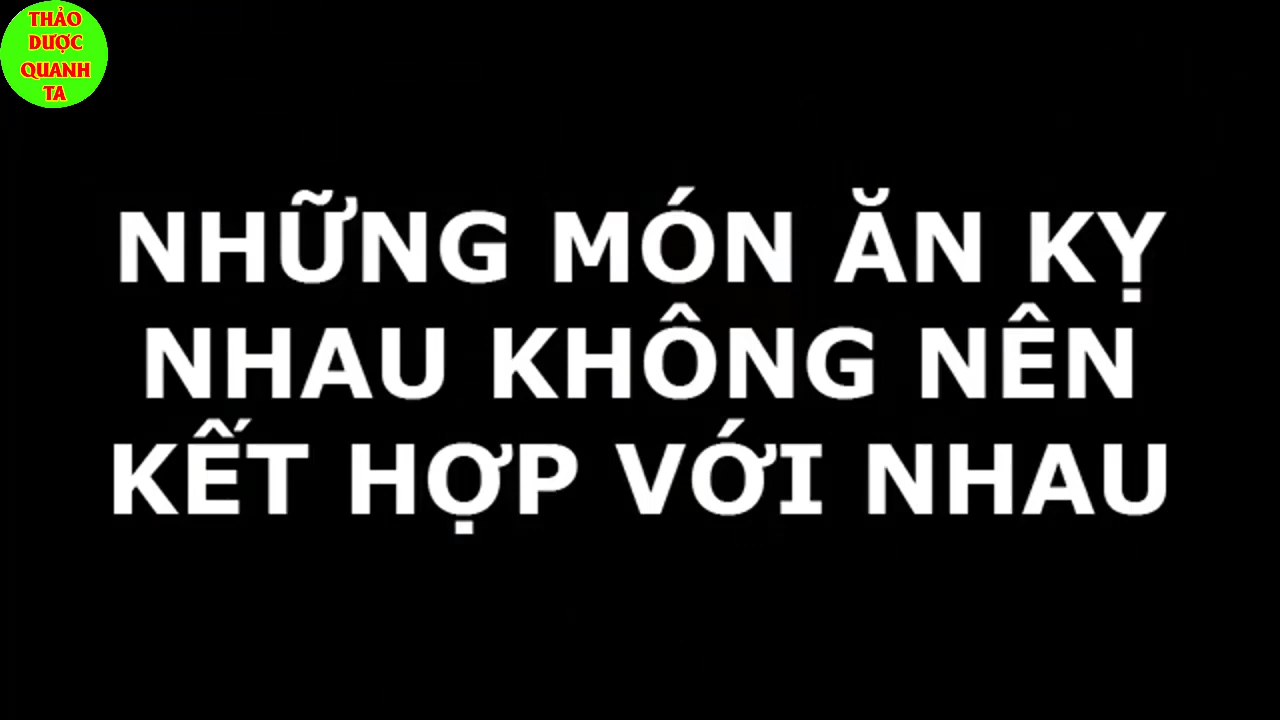 THẢO
DƯỢC
QUANH
TA
NHỮNG MÓN ĂN KỴ
NHAU KHÔNG NÊN
KẾT HỢP VỚI NHAU